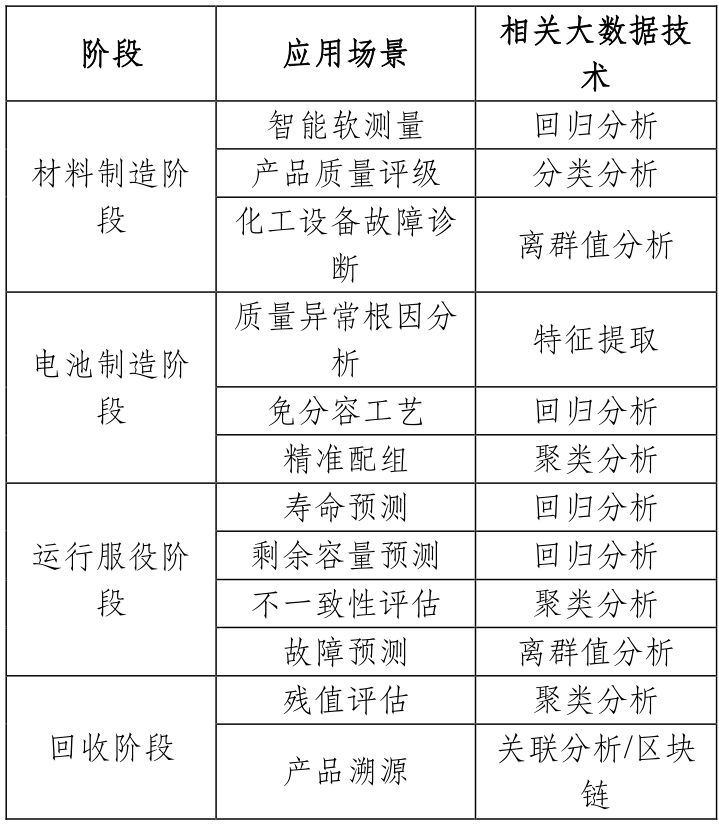 阶段
应用场景
相关大数据技
术
材料制造阶
段
智能软测量
回归分析
产品质量评级
分类分析
化工设备故障诊
断
离群值分析
电池制造阶
段
质量异常根因分
析
特征提取
免分容工艺
回归分析
精准配组
聚类分析
运行服役阶
段
寿命预测
回归分析
剩余容量预测
回归分析
不一致性评估
聚类分析
故障预测
离群值分析
回收阶段
残值评估
聚类分析
产品溯源
关联分析/区块
链